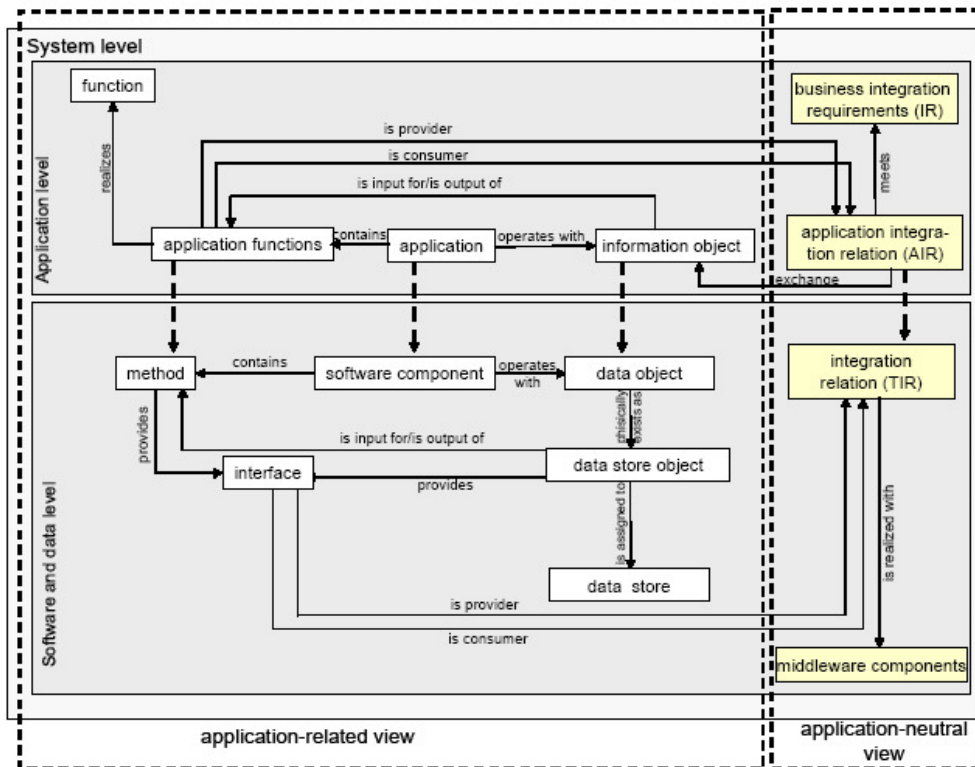 System level
Application level
function
business integration
requirements (IR)
is provider
is consumer
realizes
meets
is input for/is output of
application functions
contains
application
operates with
information object
application integra-
tion relation (AIR)
exchange
Software and data level
method
contains
software component
operates
with
data object
integration
relation (TIR)
phisically
exists as
provides
is input for/is output of
interface
provides
data store object
is assigned to
is realized with
data store
is provider
is consumer
middleware components
application-related view
application-neutral
view